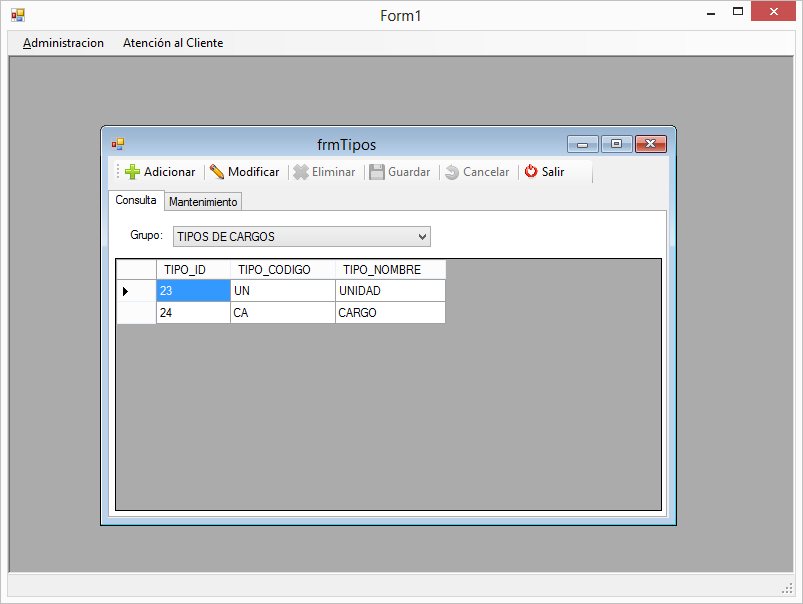 Form1
Administracion Atención al Cliente
frmTipos
Adicionar Modificar Eliminar Guardar Cancelar Salir
Consulta Mantenimiento
Grupo: TIPOS DE CARGOS
TIPO_ID TIPO_CODIGO TIPO_NOMBRE
23 UN UNIDAD
24 CA CARGO